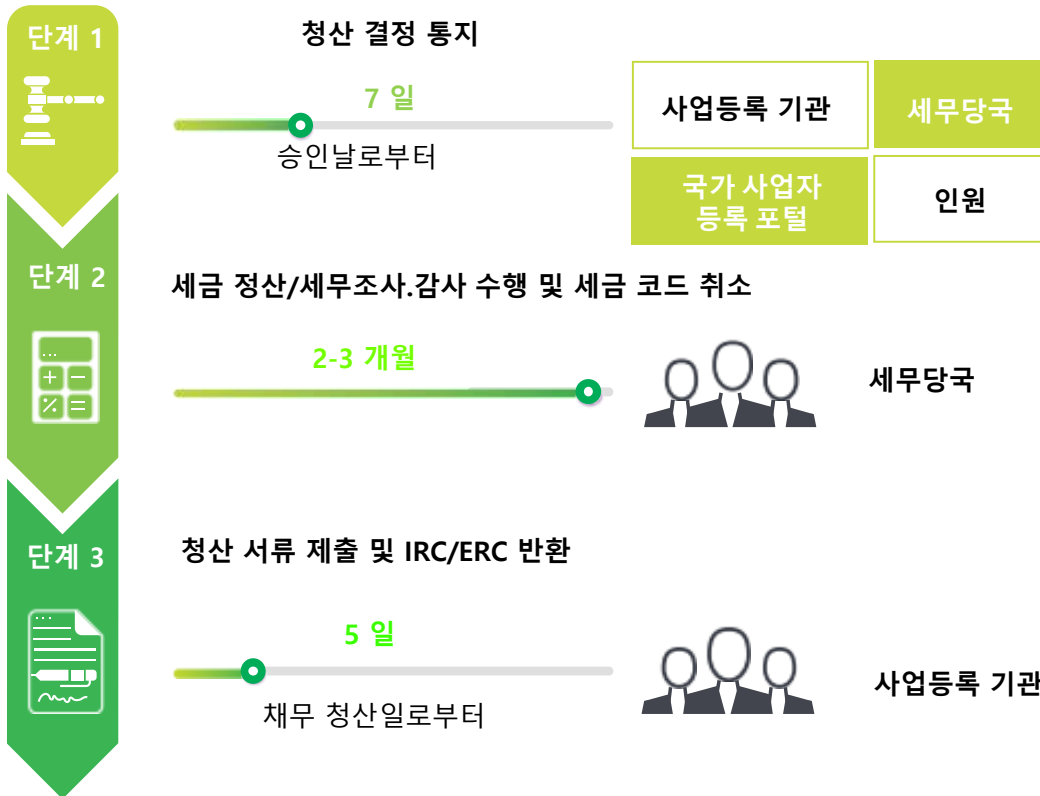 단계 1
청산 결정 통지
7 일
승인날로부터
사업등록 기관
세무당국
국가 사업자
등록 포털
인원
단계 2
세금 정산/세무조사.감사 수행 및 세금 코드 취소
2-3 개월
세무당국
단계 3
청산 서류 제출 및 IRC/ERC 반환
5 일
채무 청산일로부터
사업등록 기관